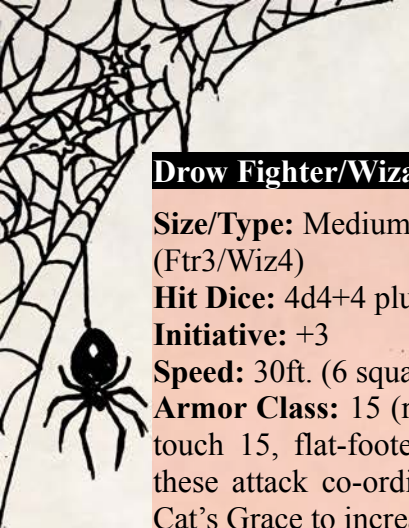 Drow Fighter/Wiza
Size/Type: Medium
(Ftr3/Wiz4)
Hit Dice: 4d4+4 plu
Initiative: +3
Speed: 30ft. (6 squa
Armor Class: 15 (
touch 15, flat-foote
these attack co-ordi
Cat's Grace to incre